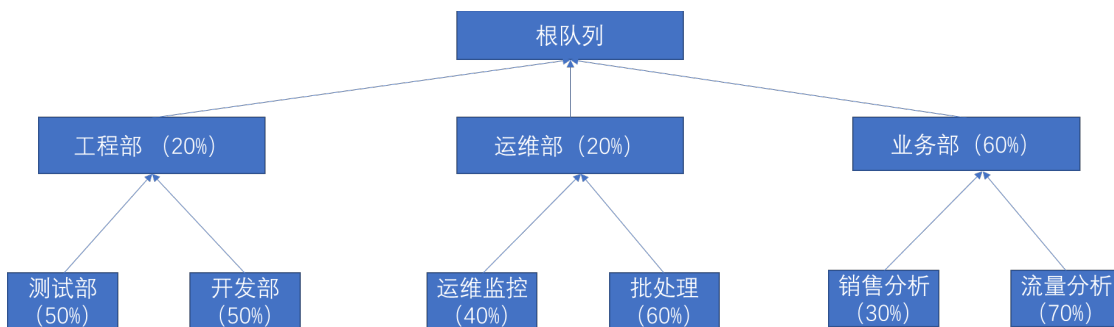 根队列
工程部 （20%）
运维部（20%）
业务部（60%）
测试部
(50%)
开发部
(50%)
运维监控
(40%)
批处理
(60%)
销售分析
(30%)
流量分析
(70%)